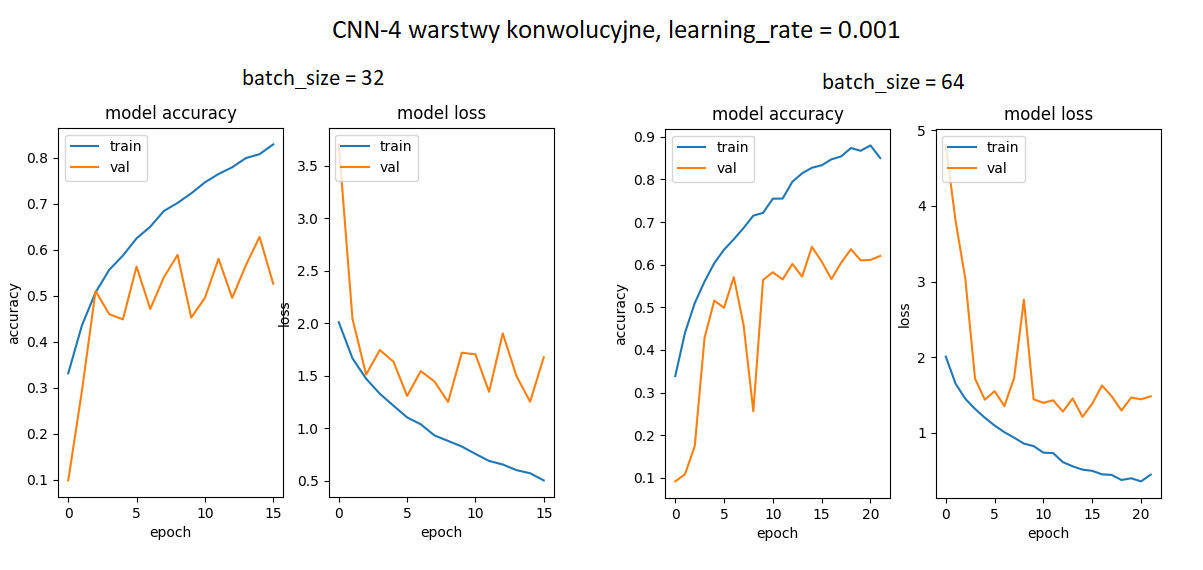 CNN-4 warstwy konwolucyjne, learning_rate = 0.001
batch_size = 32
model accuracy
train
val
0.8
0.7
0.6
0.5
0.4
0.3
0.2
0.1
accuracy
0 5 10 15
epoch
model loss
train
val
3.5
3.0
2.5
2.0
1.5
1.0
0.5
loss
0 5 10 15
epoch
batch_size = 64
model accuracy
train
val
0.9
0.8
0.7
0.6
0.5
0.4
0.3
0.2
0.1
accuracy
0 5 10 15 20
epoch
model loss
train
val
5
4
3
2
1
loss
0 5 10 15 20
epoch